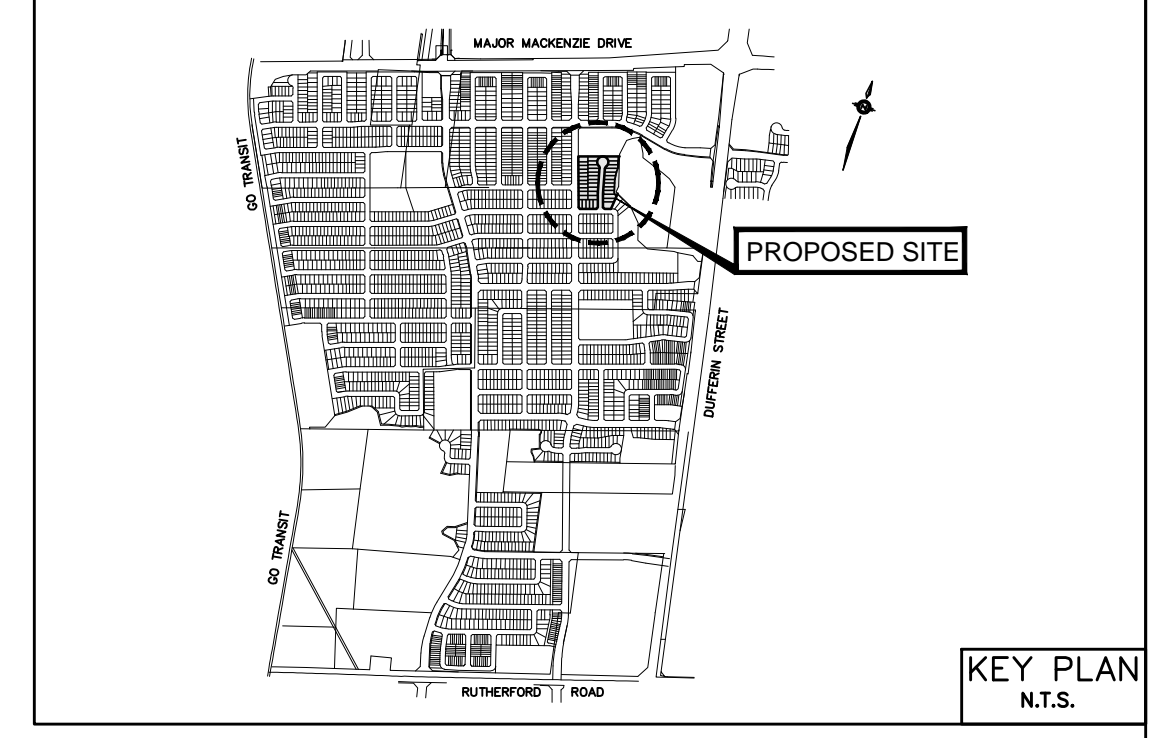 MAJOR MACKENZIE DRIVE
GO TRANSIT
PROPOSED SITE
DUFFERIN STREET
GO TRANSIT
RUTHERFORD ROAD
KEY PLAN
N.T.S.